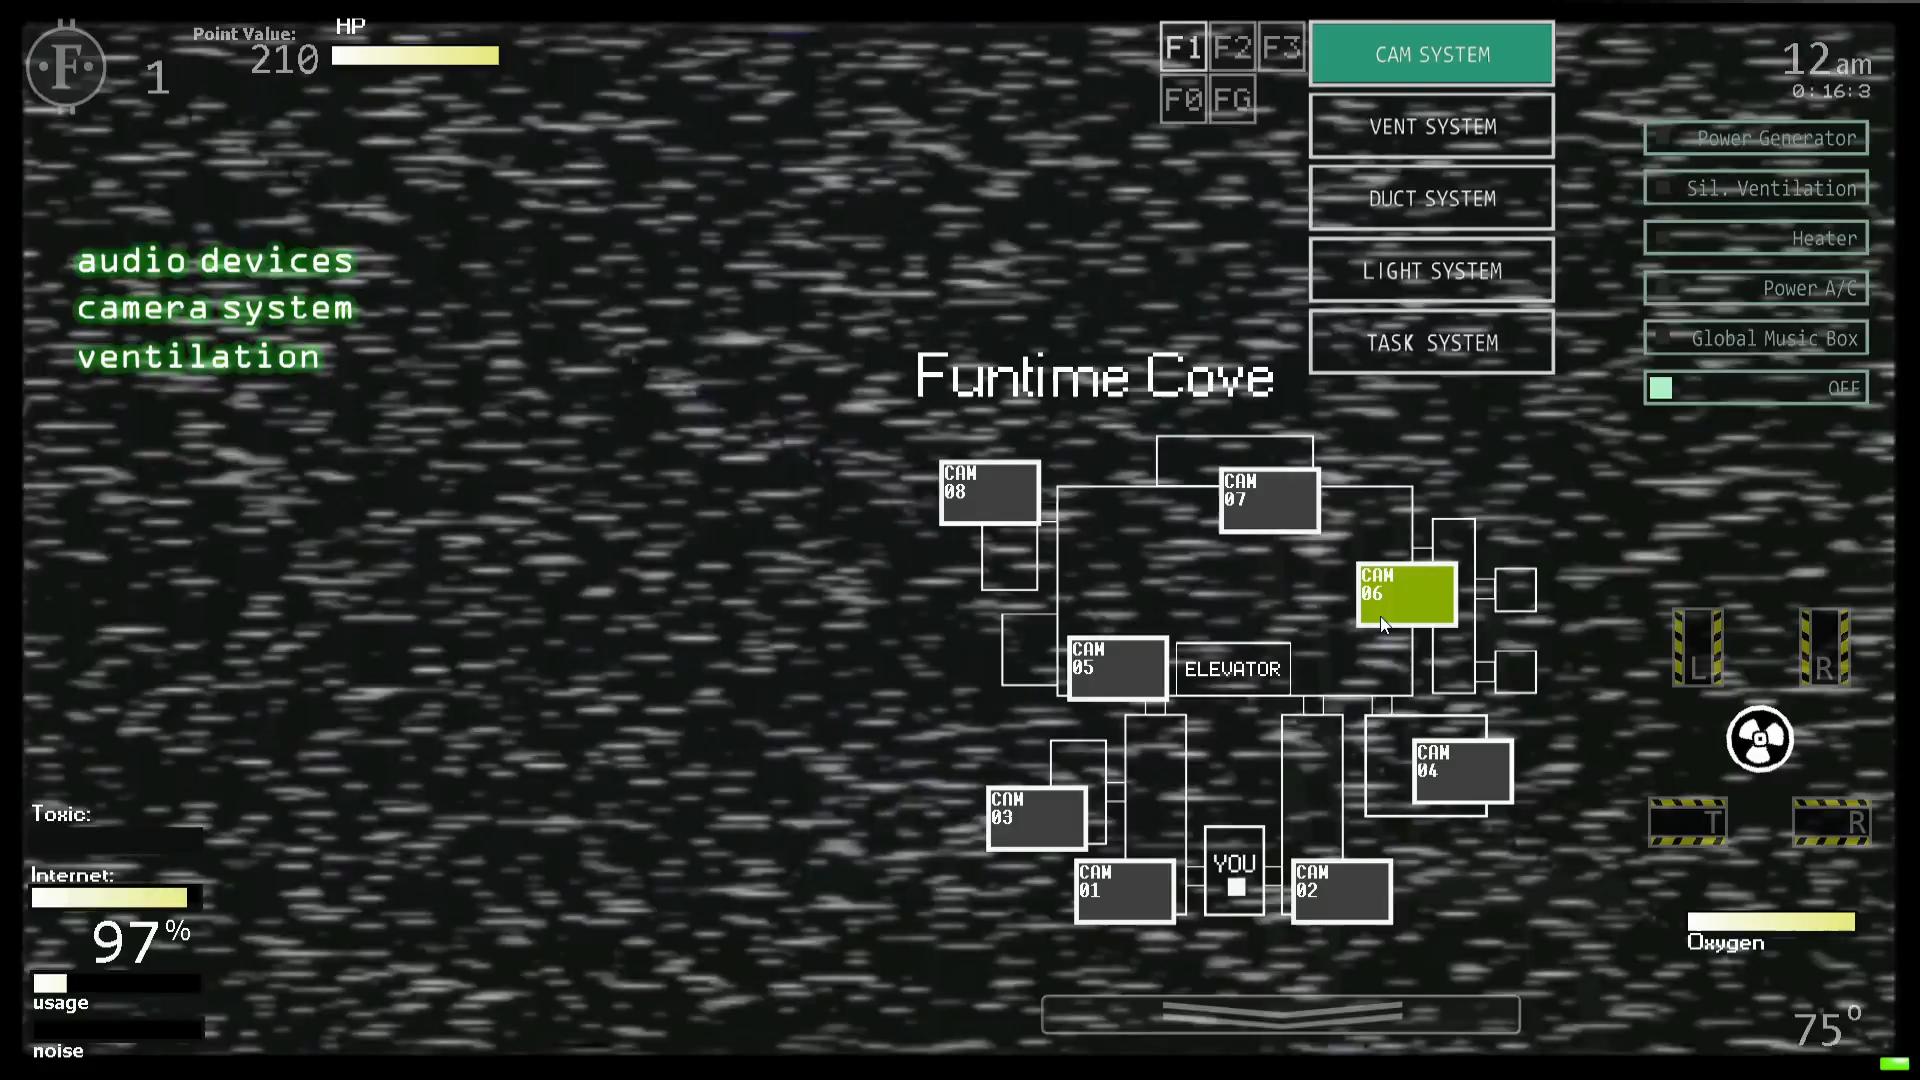 F
1
Point Value:
210
HP
F1 F2 F3
F0 FG
CAM SYSTEM
VENT SYSTEM
DUCT SYSTEM
LIGHT SYSTEM
TASK SYSTEM
12 am
0:16:3
Power Generator
Sil. Ventilation
Heater
Power A/C
Global Music Box
OFF
audio devices
camera system
ventilation
Funtime Cove
CAM
08
CAM
07
CAM
06
CAM
05
ELEVATOR
CAM
04
CAM
03
YOU
CAM
01
CAM
02
L
R
T
R
Toxic:
Internet:
97%
usage
noise
Oxygen
75°